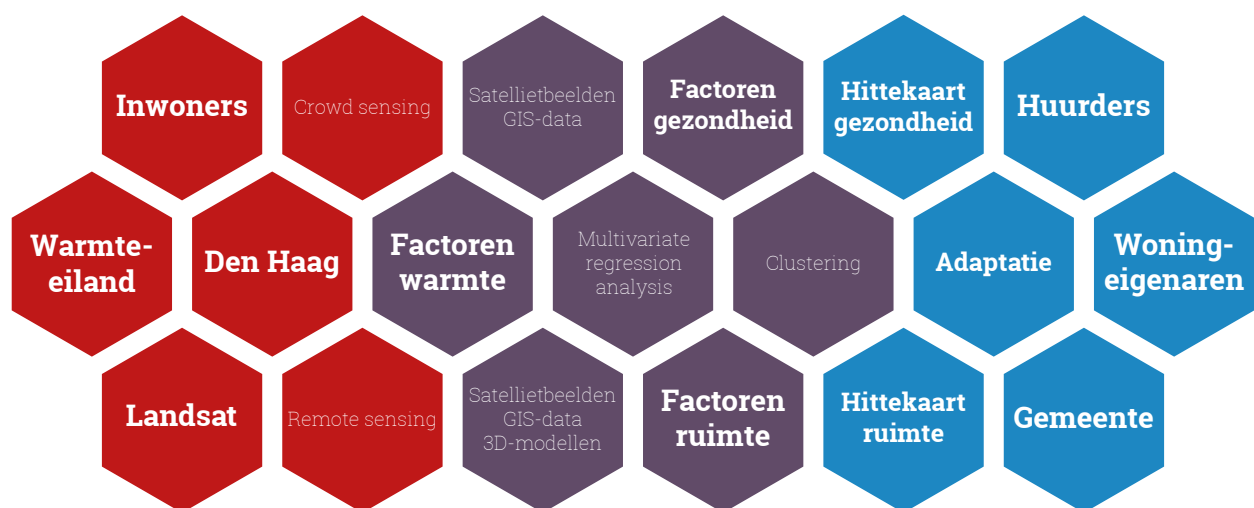 Inwoners
Crowd sensing
Satellietbeelden
GIS-data
Factoren
gezondheid
Hittekaart
gezondheid
Huurders
Warmte-
eiland
Den Haag
Factoren
warmte
Multivariate
regression
analysis
Clustering
Adaptatie
Woning-
eigenaren
Landsat
Remote sensing
Satellietbeelden
GIS-data
3D-modellen
Factoren
ruimte
Hittekaart
ruimte
Gemeente